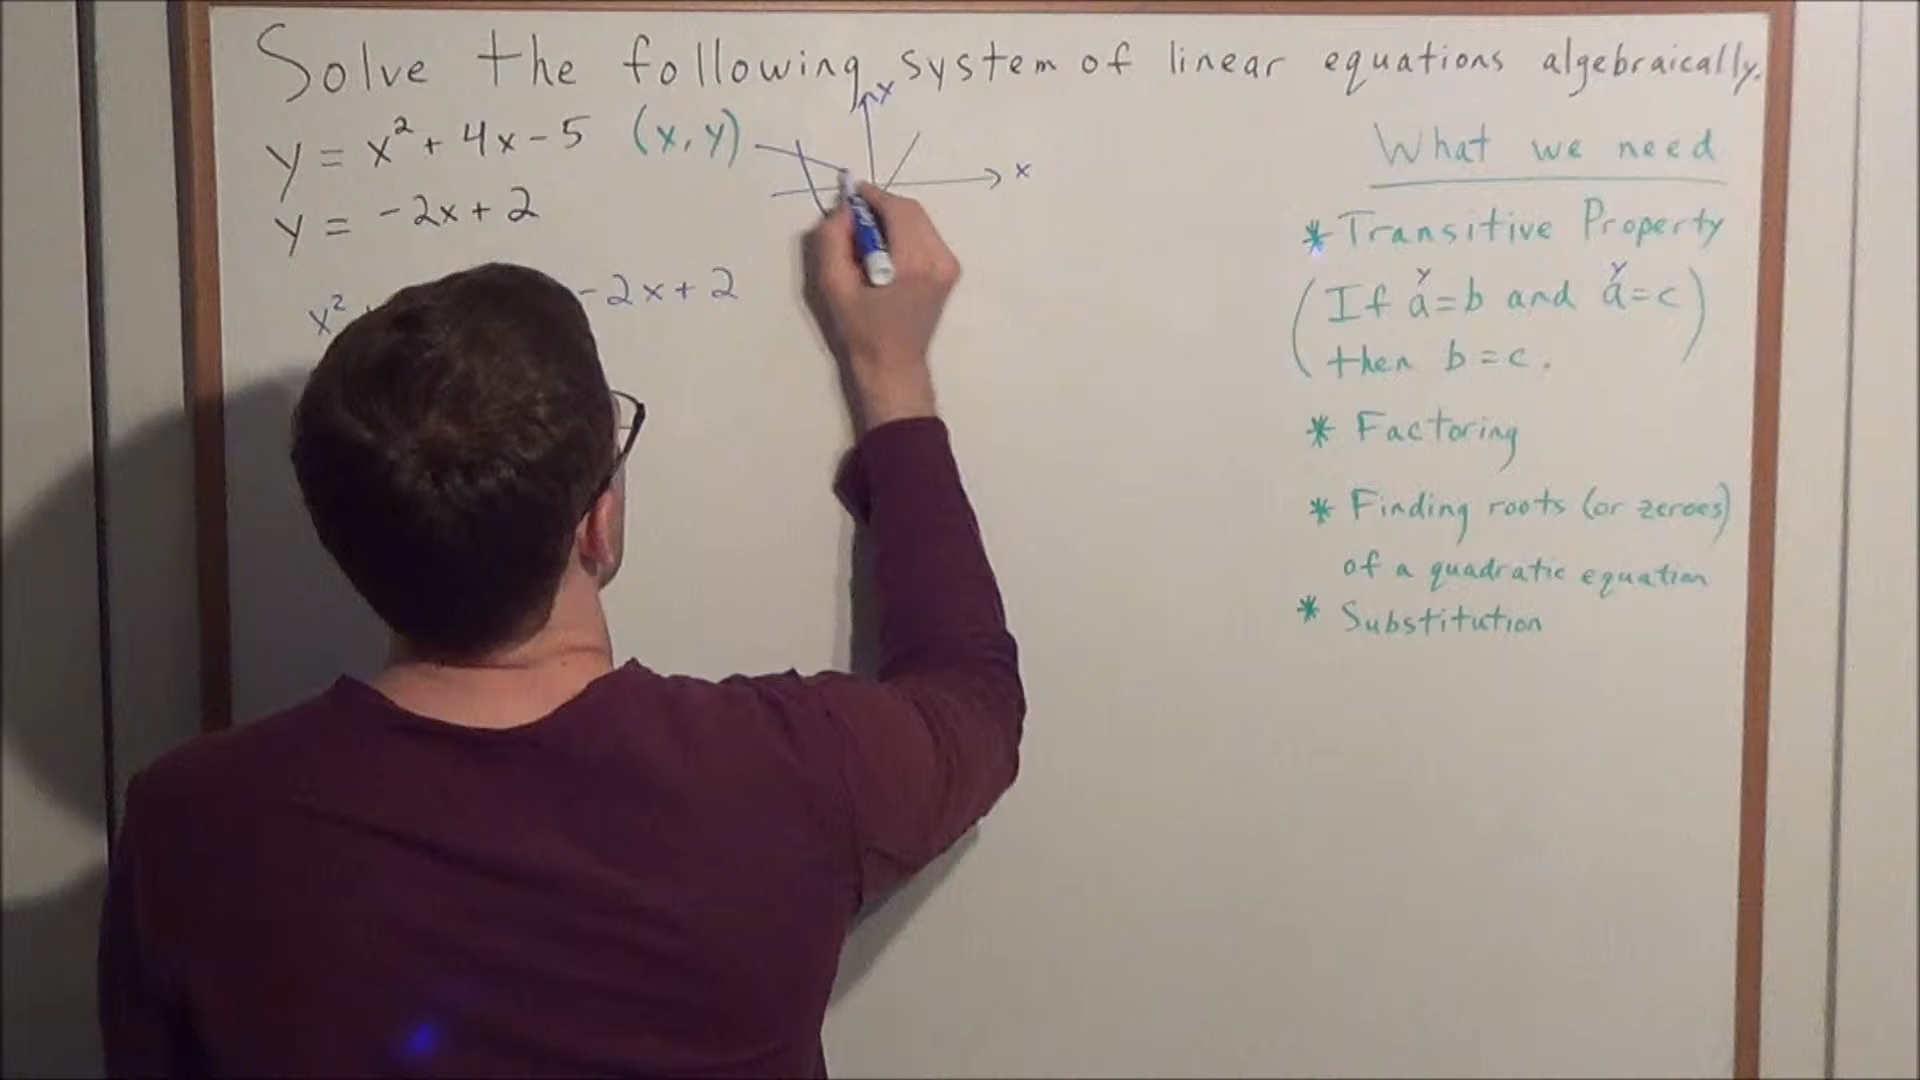 Solve the following system of linear equations algebraically.
y = x² + 4x - 5 (x, y)
y = -2x + 2
x² -2x + 2
x
x
What we need
* Transitive Property
(If a = b and a = c)
y y
then b = c.
* Factoring
* Finding roots (or zeroes)
of a quadratic equation
* Substitution